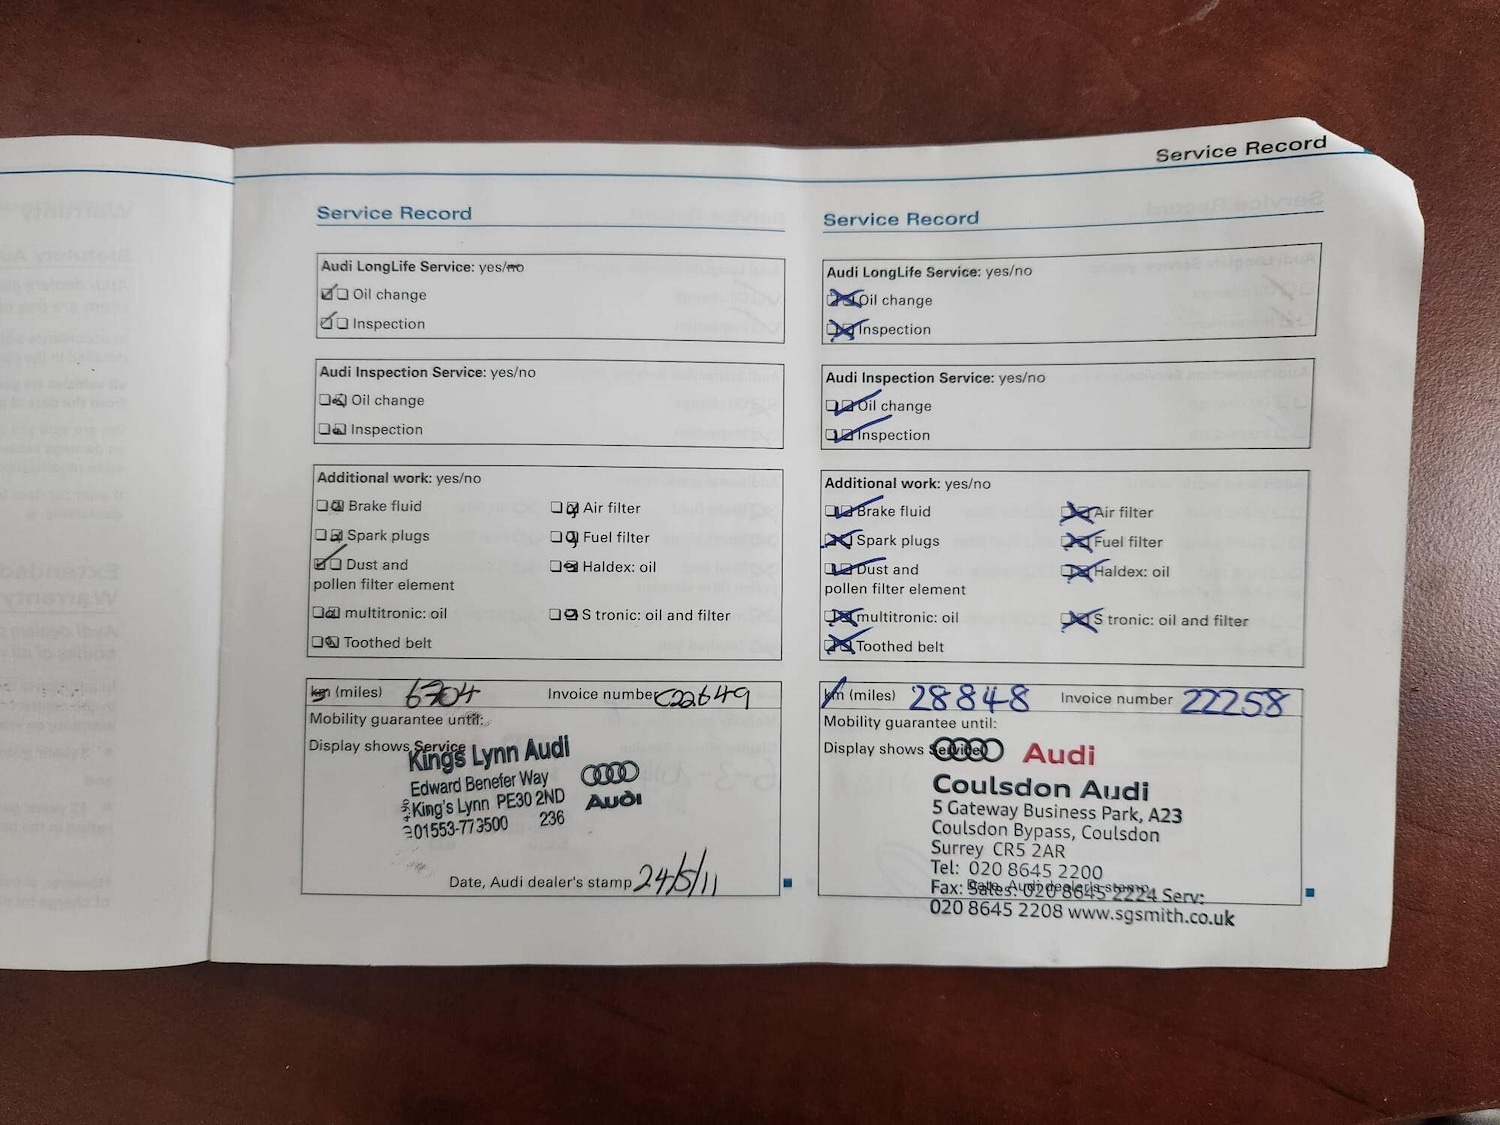 Service Record
Service Record
Audi LongLife Service: yes/no
Oil change
Inspection
Audi Inspection Service: yes/no
Oil change
Inspection
Additional work: yes/no
Brake fluid
Air filter
Spark plugs
Fuel filter
Dust and
pollen filter element
Haldex: oil
multitronic: oil
S tronic: oil and filter
Toothed belt
km (miles) 6704 Invoice number C22649
Mobility guarantee until:
Display shows Service
Kings Lynn Audi
Edward Benefer Way
King's Lynn PE30 2ND
01553-773500 236
Audi
Date, Audi dealer's stamp 24/5/11
Service Record
Audi LongLife Service: yes/no
Oil change
Inspection
Audi Inspection Service: yes/no
Oil change
Inspection
Additional work: yes/no
Brake fluid
Air filter
Spark plugs
Fuel filter
Dust and
pollen filter element
Haldex: oil
multitronic: oil
S tronic: oil and filter
Toothed belt
km (miles) 28848 Invoice number 22258
Mobility guarantee until:
Display shows Service
Audi
Coulsdon Audi
5 Gateway Business Park, A23
Coulsdon Bypass, Coulsdon
Surrey CR5 2AR
Tel: 020 8645 2200
Date, Audi dealer's stamp
Fax: Sales: 020 8645 2224 Serv:
020 8645 2208 www.sgsmith.co.uk